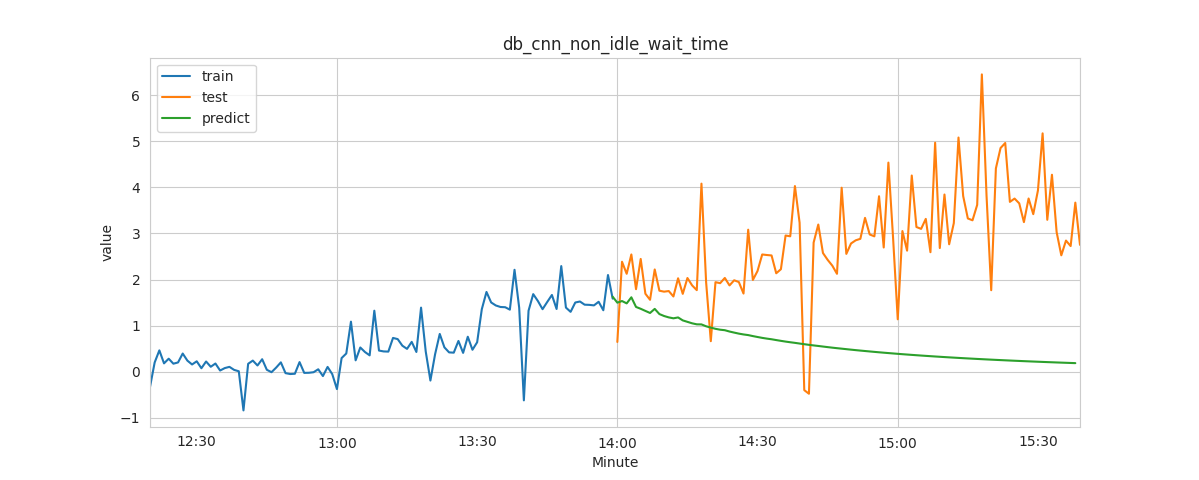 db_cnn_non_idle_wait_time
train
test
predict
value
6
5
4
3
2
1
0
−1
12:30
13:00
13:30
14:00
14:30
15:00
15:30
Minute